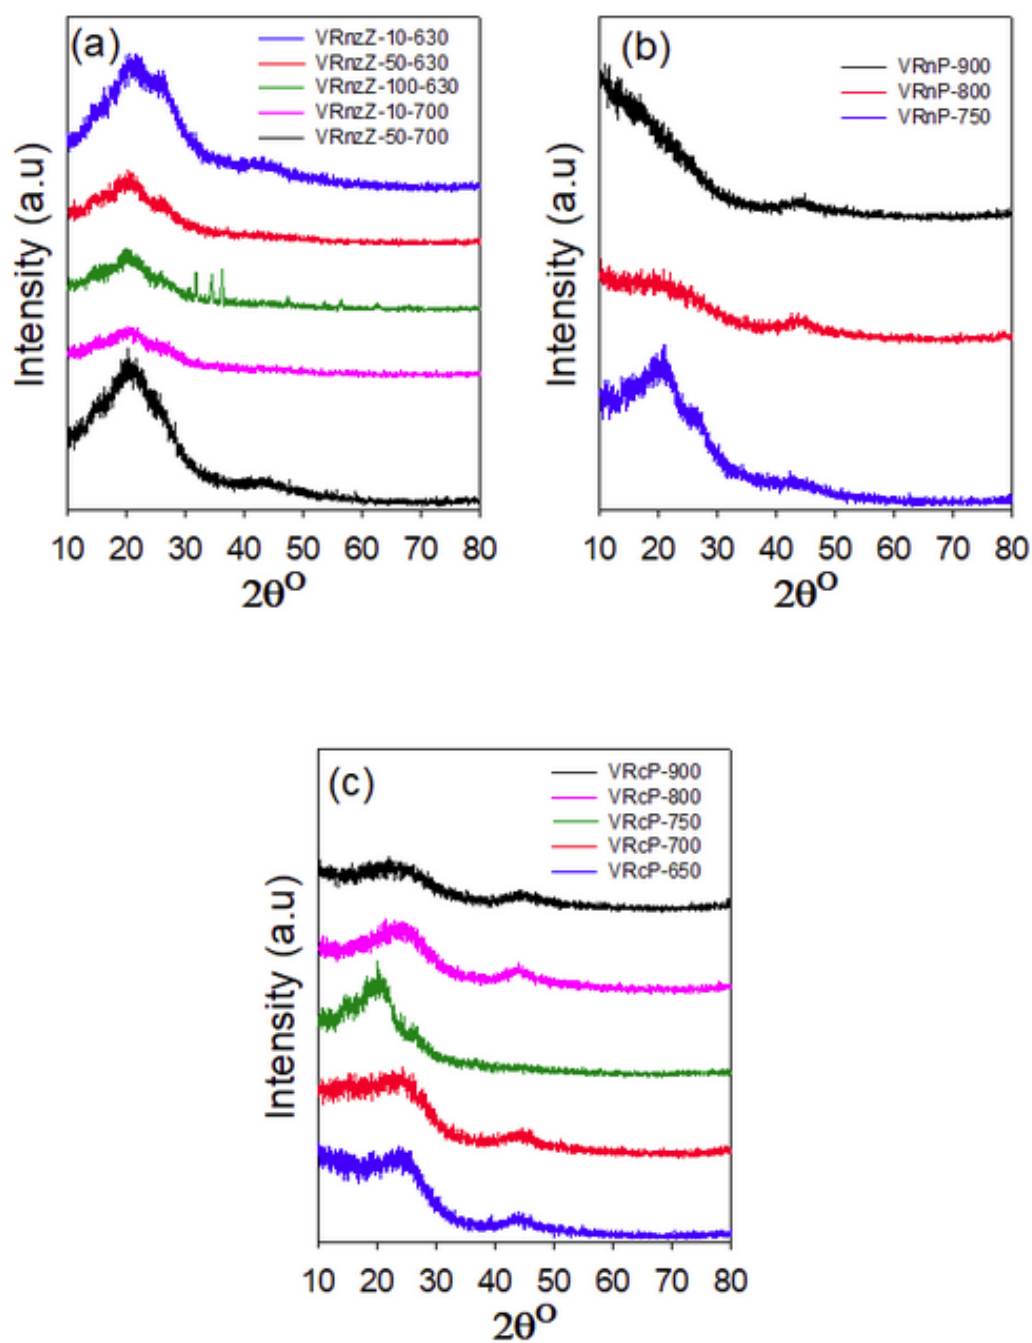 (a)
VRnzZ-10-630
VRnzZ-50-630
VRnzZ-100-630
VRnzZ-10-700
VRnzZ-50-700
Intensity (a.u)
10 20 30 40 50 60 70 80
2θᴼ
(b)
VRnP-900
VRnP-800
VRnP-750
Intensity (a.u)
10 20 30 40 50 60 70 80
2θᴼ
(c)
VRcP-900
VRcP-800
VRcP-750
VRcP-700
VRcP-650
Intensity (a.u)
10 20 30 40 50 60 70 80
2θᴼ